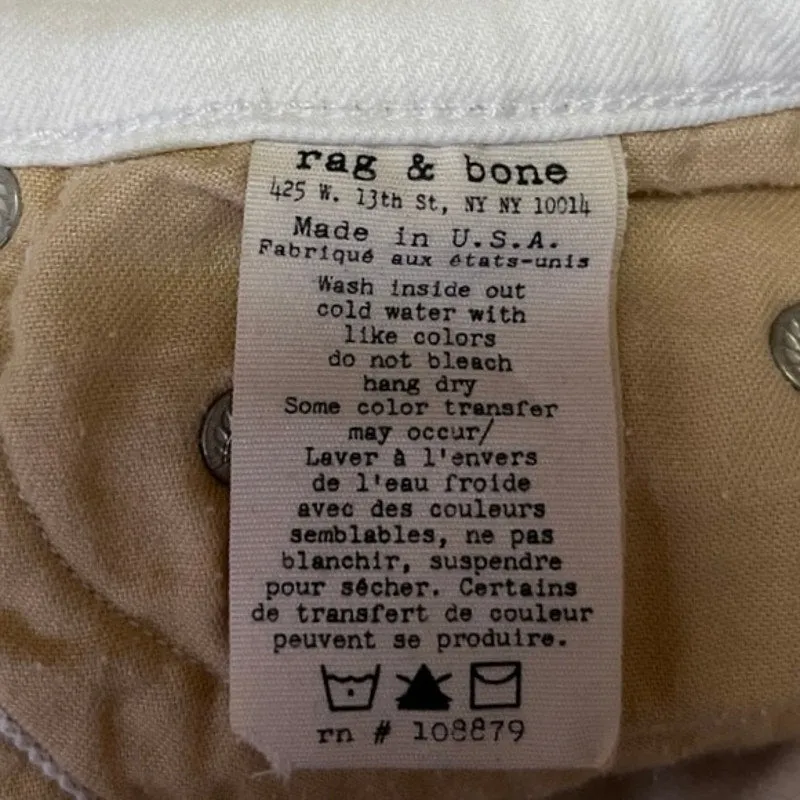 rag & bone
425 W. 13th St, NY NY 10014
Made in U.S.A.
Fabriqué aux états-unis
Wash inside out
cold water with
like colors
do not bleach
hang dry
Some color transfer
may occur/
Laver à l'envers
de l'eau froide
avec des couleurs
semblables, ne pas
blanchir, suspendre
pour sécher. Certains
de transfert de couleur
peuvent se produire.
rn # 108879